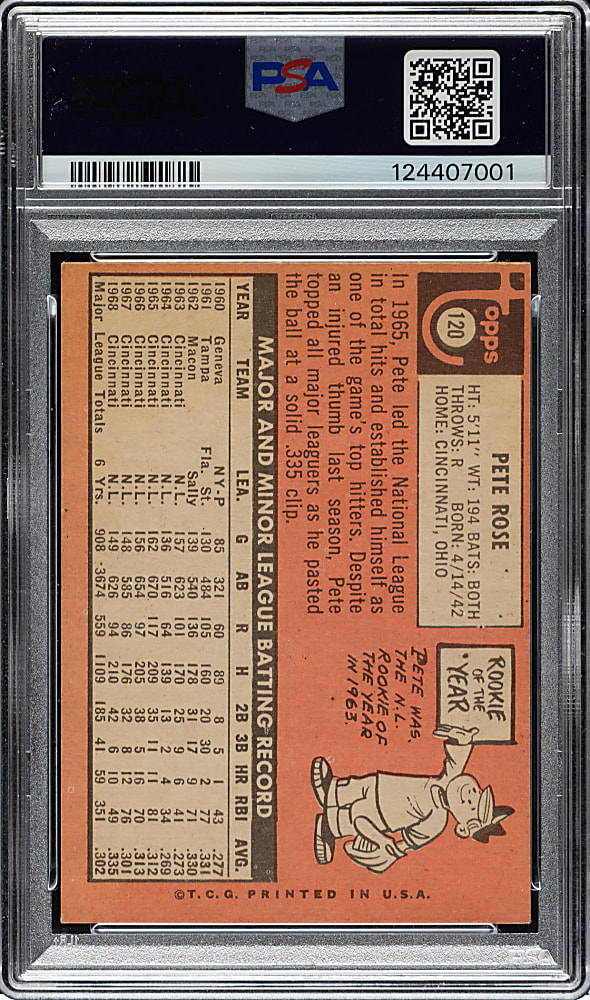 PSA
124407001
Topps
120
PETE ROSE
HT: 5'11" WT: 194 BATS: BOTH
THROWS: R BORN: 4/14/42
HOME: CINCINNATI, OHIO
In 1965, Pete led the National League
in total hits and established himself as
one of the game's top hitters. Despite
an injured thumb last season, Pete
topped all major leaguers as he pasted
the ball at a solid .335 clip.
ROOKIE
OF THE
YEAR
PETE WAS
THE N.L.
ROOKIE OF
THE YEAR
IN 1963.
MAJOR AND MINOR LEAGUE BATTING RECORD
YEAR TEAM LEA. G AB R H 2B 3B HR RBI AVG.
1960 Geneva NY-P 85 321 60 89 8 5 1 43 .277
1961 Tampa Fla. St. 130 484 105 160 20 30 2 77 .331
1962 Macon Sally 139 540 136 178 31 17 9 71 .330
1963 Cincinnati N.L. 157 623 101 170 25 9 6 41 .273
1964 Cincinnati N.L. 136 516 64 139 13 2 4 34 .269
1965 Cincinnati N.L. 162 670 117 209 35 11 11 81 .312
1966 Cincinnati N.L. 156 654 97 205 38 5 16 70 .313
1967 Cincinnati N.L. 148 585 86 176 32 8 12 76 .301
1968 Cincinnati N.L. 149 626 94 210 42 6 10 49 .335
Major League Totals 6 Yrs. 908 3674 559 1109 185 41 59 351 .302
©T.C.G. PRINTED IN U.S.A.